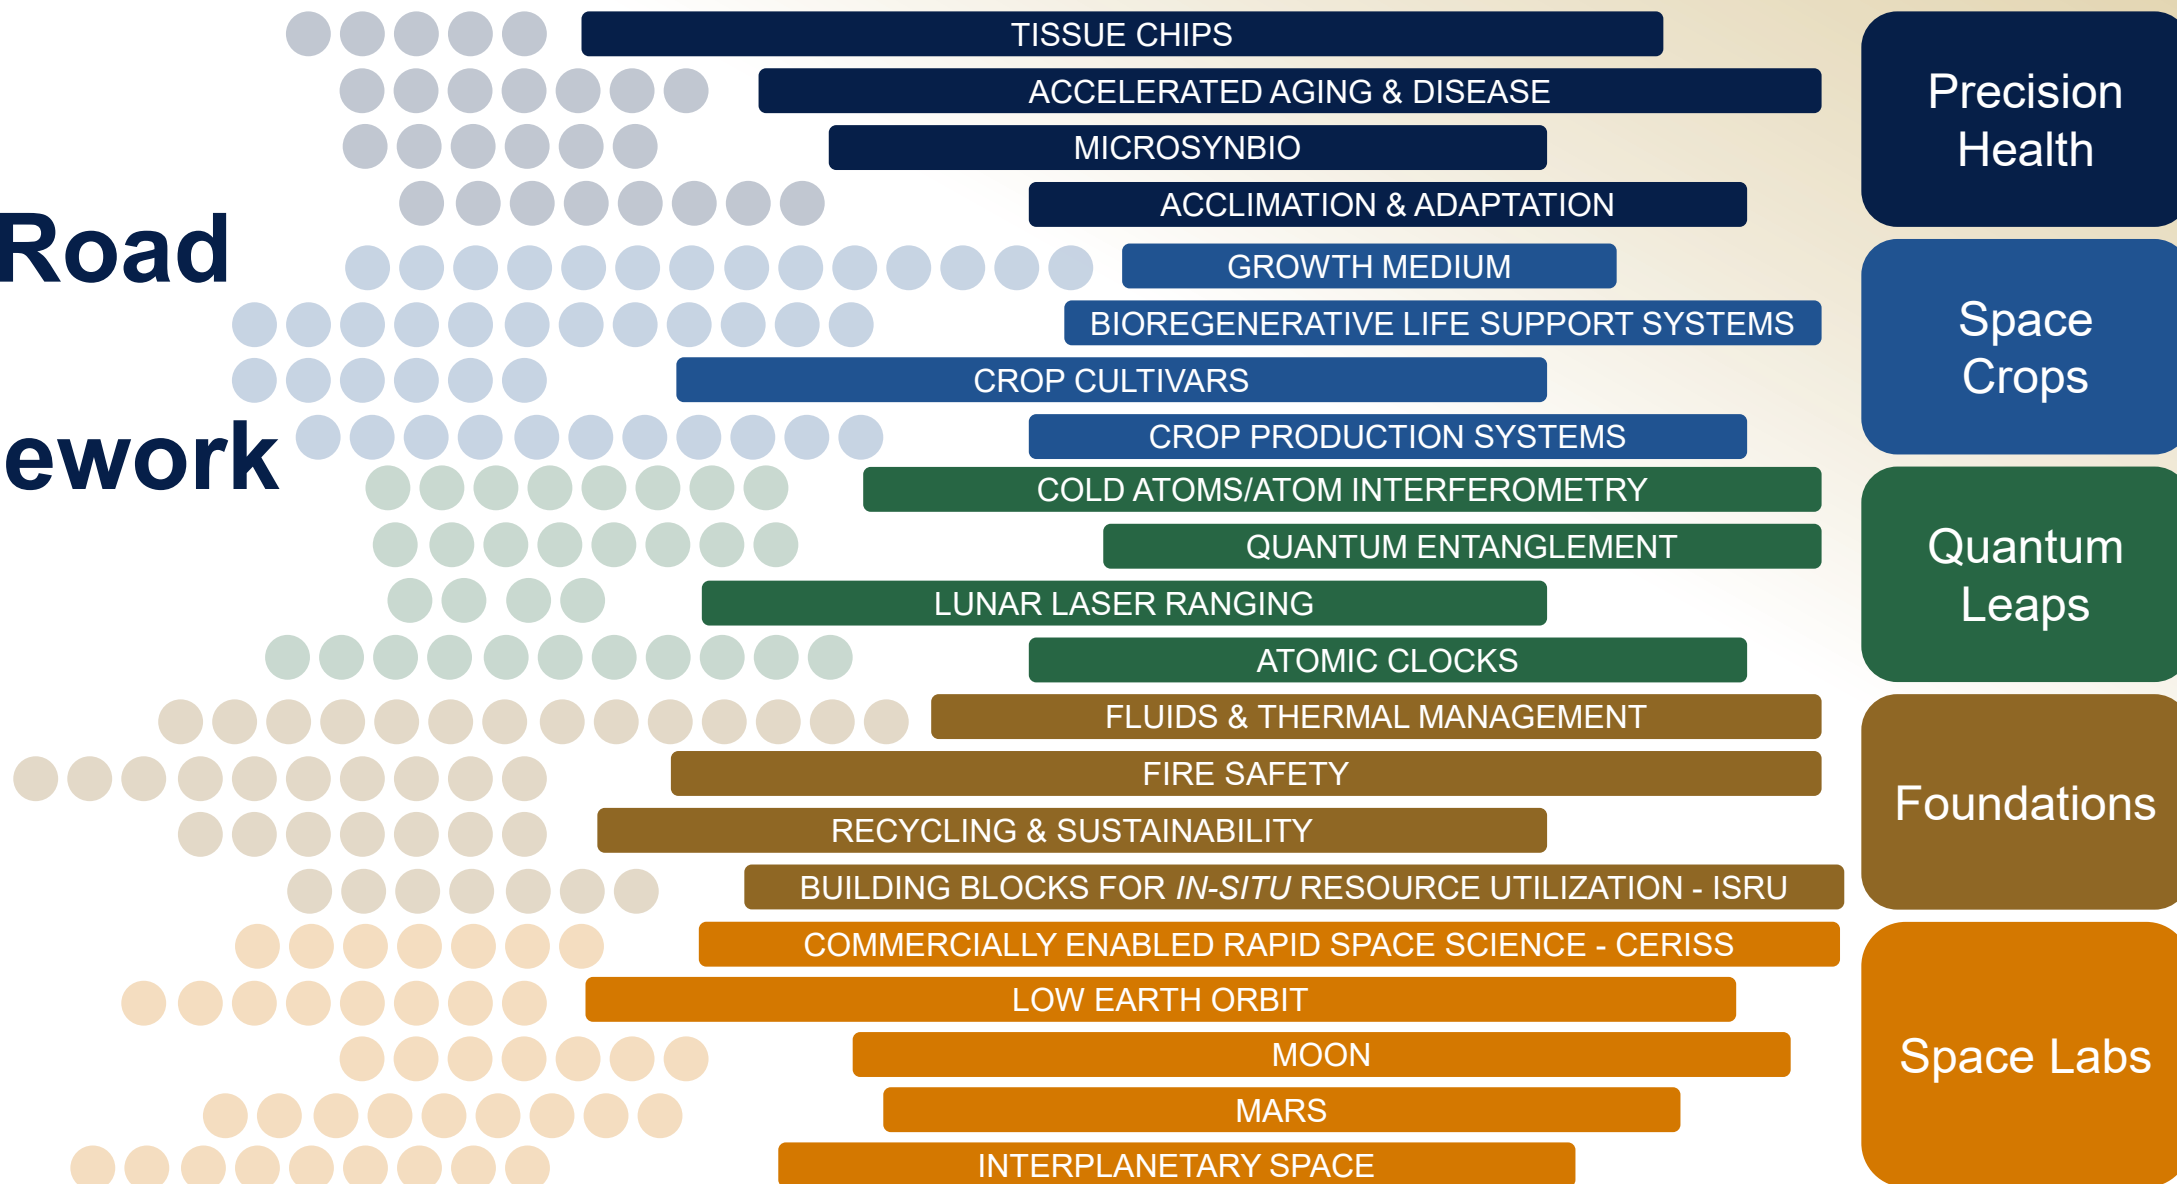 Road
ework
TISSUE CHIPS
ACCELERATED AGING & DISEASE
MICROSYNBIO
ACCLIMATION & ADAPTATION
Precision
Health
GROWTH MEDIUM
BIOREGENERATIVE LIFE SUPPORT SYSTEMS
CROP CULTIVARS
CROP PRODUCTION SYSTEMS
Space
Crops
COLD ATOMS/ATOM INTERFEROMETRY
QUANTUM ENTANGLEMENT
LUNAR LASER RANGING
ATOMIC CLOCKS
Quantum
Leaps
FLUIDS & THERMAL MANAGEMENT
FIRE SAFETY
RECYCLING & SUSTAINABILITY
BUILDING BLOCKS FOR IN-SITU RESOURCE UTILIZATION - ISRU
Foundations
COMMERCIALLY ENABLED RAPID SPACE SCIENCE - CERISS
LOW EARTH ORBIT
MOON
MARS
INTERPLANETARY SPACE
Space Labs